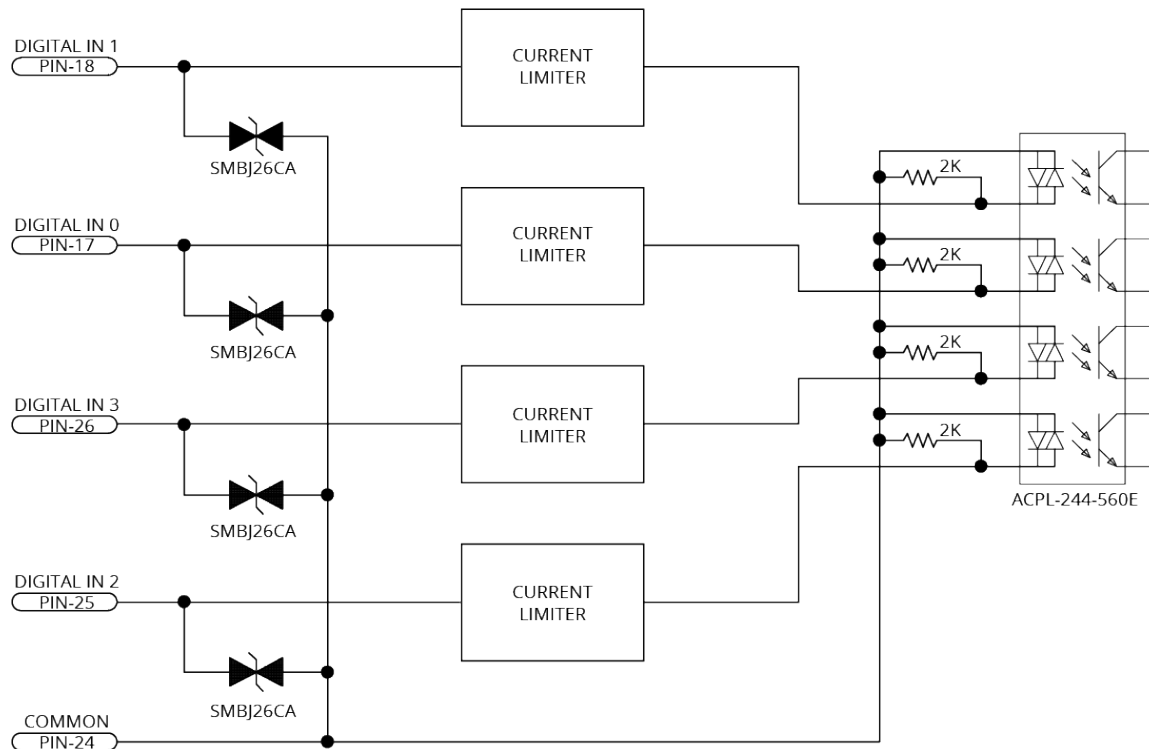 DIGITAL IN 1
PIN-18
CURRENT
LIMITER
SMBJ26CA
2K
DIGITAL IN 0
PIN-17
CURRENT
LIMITER
SMBJ26CA
2K
2K
DIGITAL IN 3
PIN-26
CURRENT
LIMITER
SMBJ26CA
2K
ACPL-244-560E
DIGITAL IN 2
PIN-25
CURRENT
LIMITER
SMBJ26CA
COMMON
PIN-24